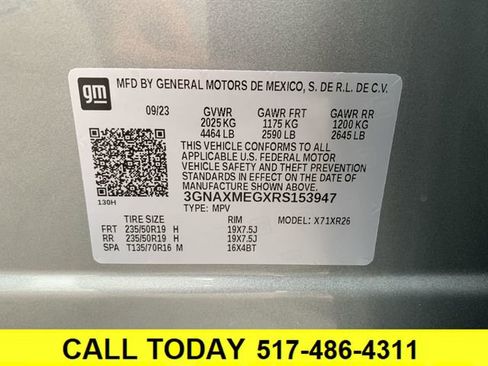 gm
MFD BY GENERAL MOTORS DE MEXICO, S. DE R.L. DE C.V.
09/23 GVWR GAWR FRT GAWR RR
2025 KG 1175 KG 1200 KG
4464 LB 2590 LB 2645 LB
THIS VEHICLE CONFORMS TO ALL
APPLICABLE U.S. FEDERAL MOTOR
VEHICLE SAFETY AND THEFT PREVENTION
STANDARDS IN EFFECT ON THE DATE OF
MANUFACTURE SHOWN ABOVE.
130H 3GNAXMEGXRS153947
TYPE: MPV MODEL: X71XR26
TIRE SIZE RIM
FRT 235/50R19 H 19X7.5J
RR 235/50R19 H 19X7.5J
SPA T135/70R16 M 16X4BT
CALL TODAY 517-486-4311